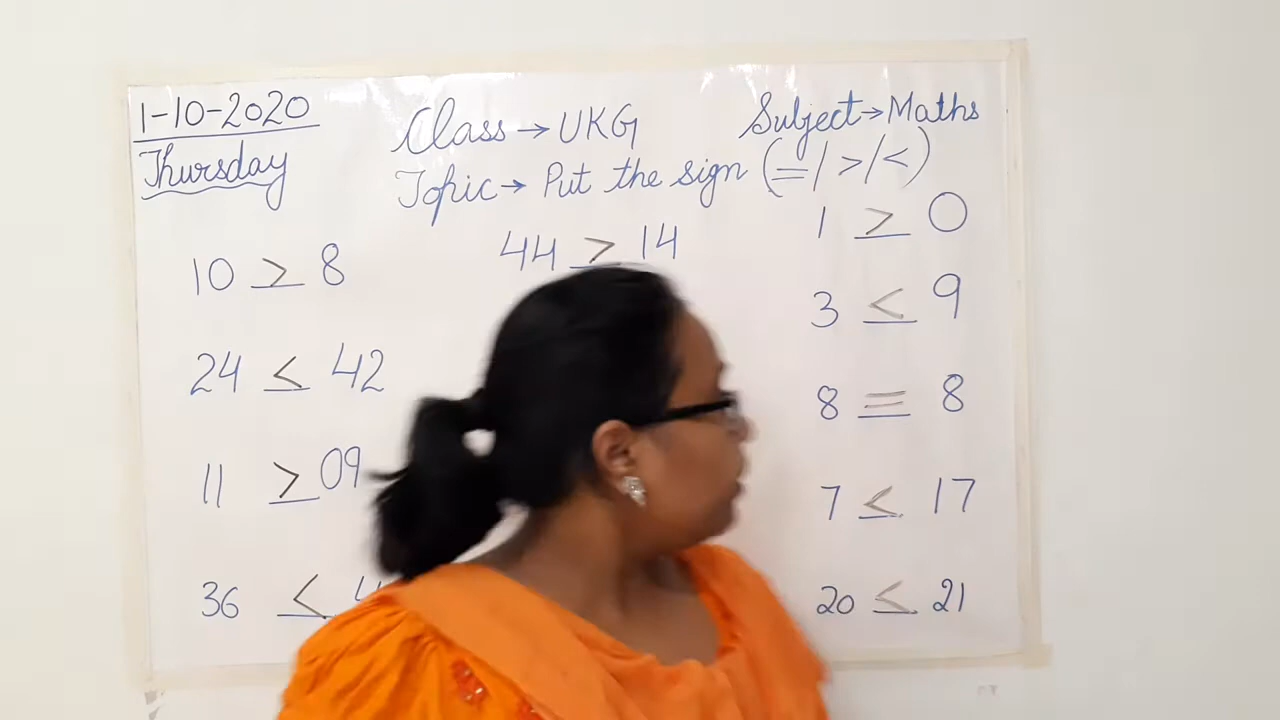 1-10-2020
Thursday
Class → UKG
Subject → Maths
Topic → Put the sign (=/>/<)
10 > 8
24 < 42
11 > 09
36 < 4
44 > 14
1 > 0
3 < 9
8 = 8
7 < 17
20 < 21